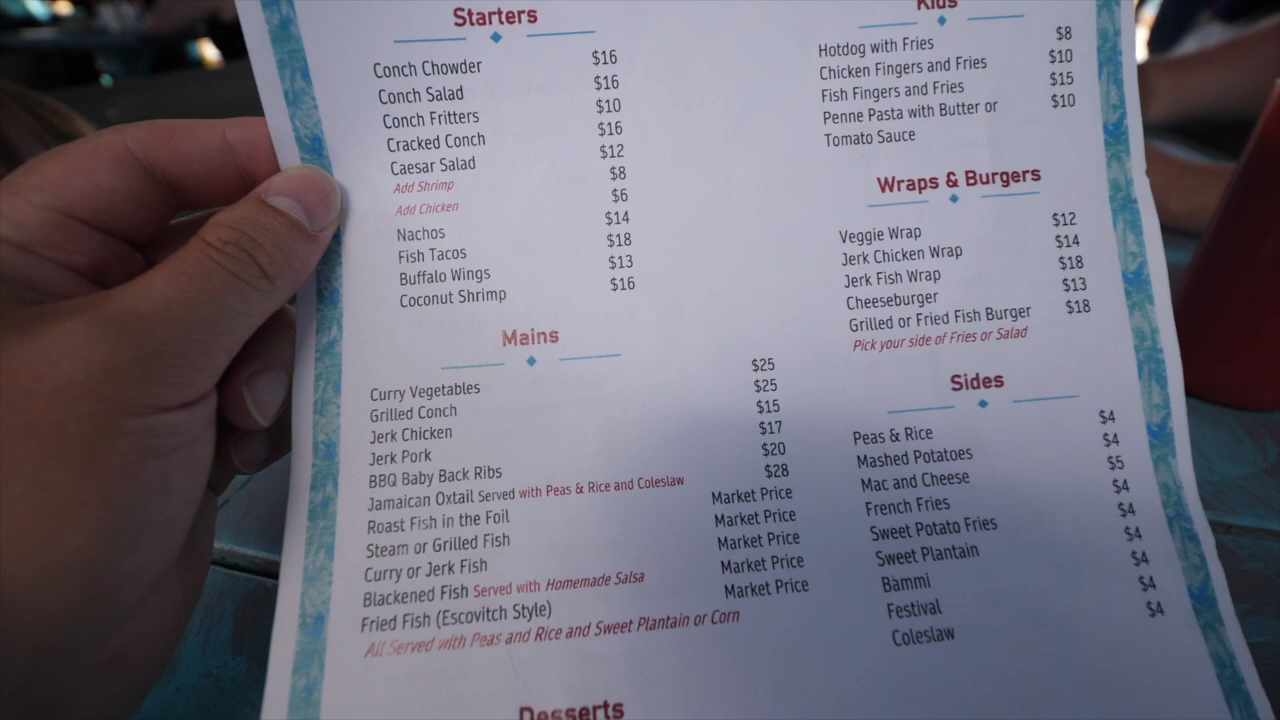 Starters
Conch Chowder $16
Conch Salad $16
Conch Fritters $10
Cracked Conch $16
Caesar Salad $12
Add Shrimp $8
Add Chicken $6
Nachos $14
Fish Tacos $18
Buffalo Wings $13
Coconut Shrimp $16
Mains
Curry Vegetables $25
Grilled Conch $25
Jerk Chicken $15
Jerk Pork $17
BBQ Baby Back Ribs $20
Jamaican Oxtail Served with Peas & Rice and Coleslaw $28
Roast Fish in the Foil Market Price
Steam or Grilled Fish Market Price
Curry or Jerk Fish Market Price
Blackened Fish Served with Homemade Salsa Market Price
Fried Fish (Escovitch Style) Market Price
All Served with Peas and Rice and Sweet Plantain or Corn
Desserts
Kids
Hotdog with Fries $8
Chicken Fingers and Fries $10
Fish Fingers and Fries $15
Penne Pasta with Butter or $10
Tomato Sauce
Wraps & Burgers
Veggie Wrap $12
Jerk Chicken Wrap $14
Jerk Fish Wrap $18
Cheeseburger $13
Grilled or Fried Fish Burger $18
Pick your side of Fries or Salad
Sides
Peas & Rice $4
Mashed Potatoes $4
Mac and Cheese $5
French Fries $4
Sweet Potato Fries $4
Sweet Plantain $4
Bammi $4
Festival $4
Coleslaw $4